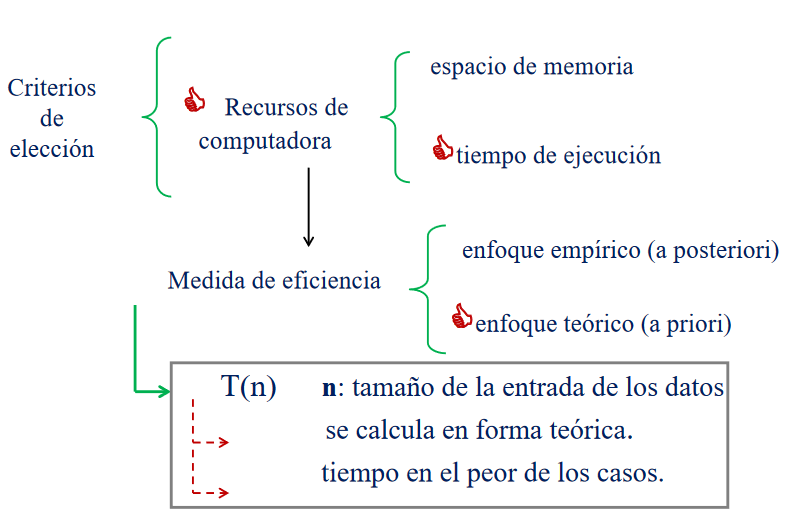 Criterios
de
elección
Recursos de
computadora
espacio de memoria
tiempo de ejecución
Medida de eficiencia
enfoque empírico (a posteriori)
enfoque teórico (a priori)
T(n) n: tamaño de la entrada de los datos
se calcula en forma teórica.
tiempo en el peor de los casos.